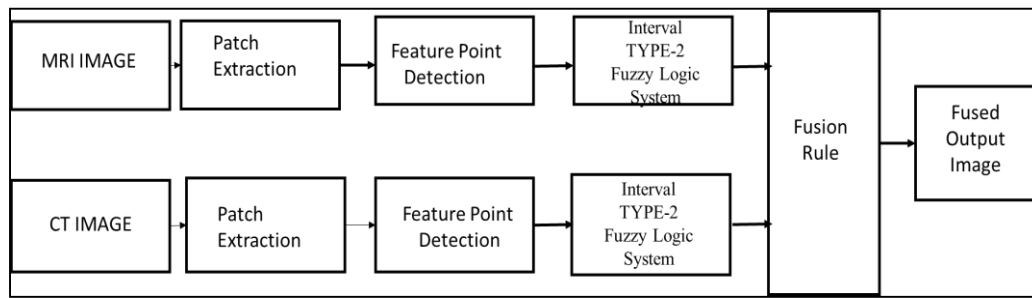 MRI IMAGE
Patch
Extraction
Feature Point
Detection
Interval
TYPE-2
Fuzzy Logic
System
Fusion
Rule
Fused
Output
Image
CT IMAGE
Patch
Extraction
Feature Point
Detection
Interval
TYPE-2
Fuzzy Logic
System